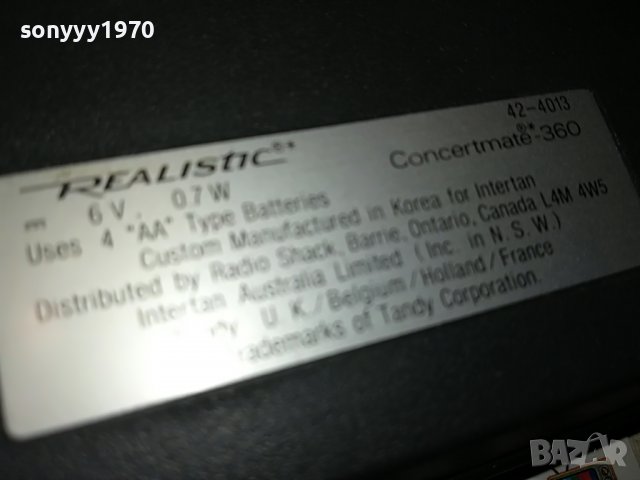 sonyyy1970
42-4013
REALISTIC®*
Concertmate®*-360
6 V, 0.7 W
Uses 4 "AA" Type Batteries
Custom Manufactured in Korea for Intertan
Distributed by Radio Shack, Barrie, Ontario, Canada L4M 4W5
Intertan Australia Limited (Inc. in N.S.W.)
U.K./Belgium/Holland/France
trademarks of Tandy Corporation.
BAZAR